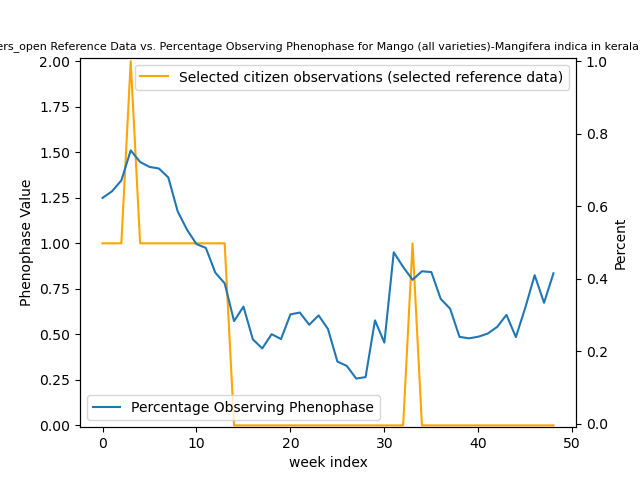 Reference Data vs. Percentage Observing Phenophase for Mango (all varieties)-Mangifera indica in kerala
2.00
1.75
1.50
1.25
1.00
0.75
0.50
0.25
0.00
Phenophase Value
1.0
0.8
0.6
0.4
0.2
0.0
Percent
Selected citizen observations (selected reference data)
Percentage Observing Phenophase
0 10 20 30 40 50
week index